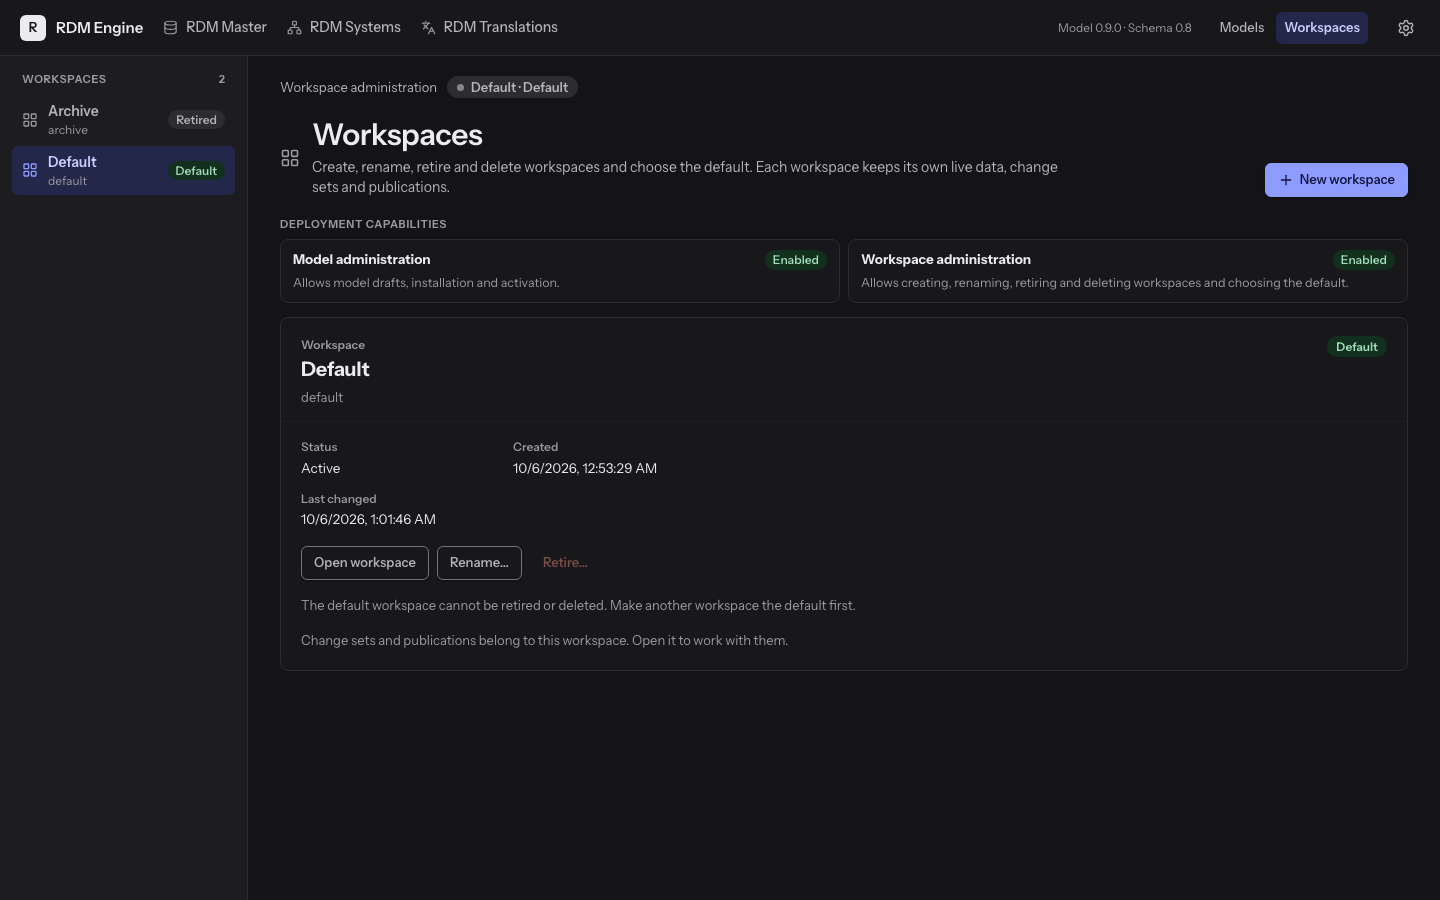 R RDM Engine RDM Master RDM Systems RDM Translations Model 0.9.0 · Schema 0.8 Models Workspaces
WORKSPACES 2
Archive
archive
Retired
Default
default
Default
Workspace administration Default · Default
Workspaces
Create, rename, retire and delete workspaces and choose the default. Each workspace keeps its own live data, change
sets and publications.
New workspace
DEPLOYMENT CAPABILITIES
Model administration Enabled
Allows model drafts, installation and activation.
Workspace administration Enabled
Allows creating, renaming, retiring and deleting workspaces and choosing the default.
Workspace Default
Default
default
Status Created
Active 10/6/2026, 12:53:29 AM
Last changed
10/6/2026, 1:01:46 AM
Open workspace Rename... Retire...
The default workspace cannot be retired or deleted. Make another workspace the default first.
Change sets and publications belong to this workspace. Open it to work with them.